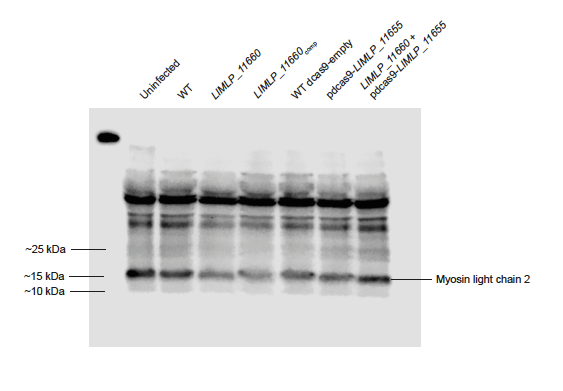 Uninfected
WT
LIMLP_11660
LIMLP_11660comp
WT dcas9-empty
pdcas9-LIMLP_11655
LIMLP_11660 +
pdcas9-LIMLP_11655
~25 kDa
~15 kDa
~10 kDa
Myosin light chain 2